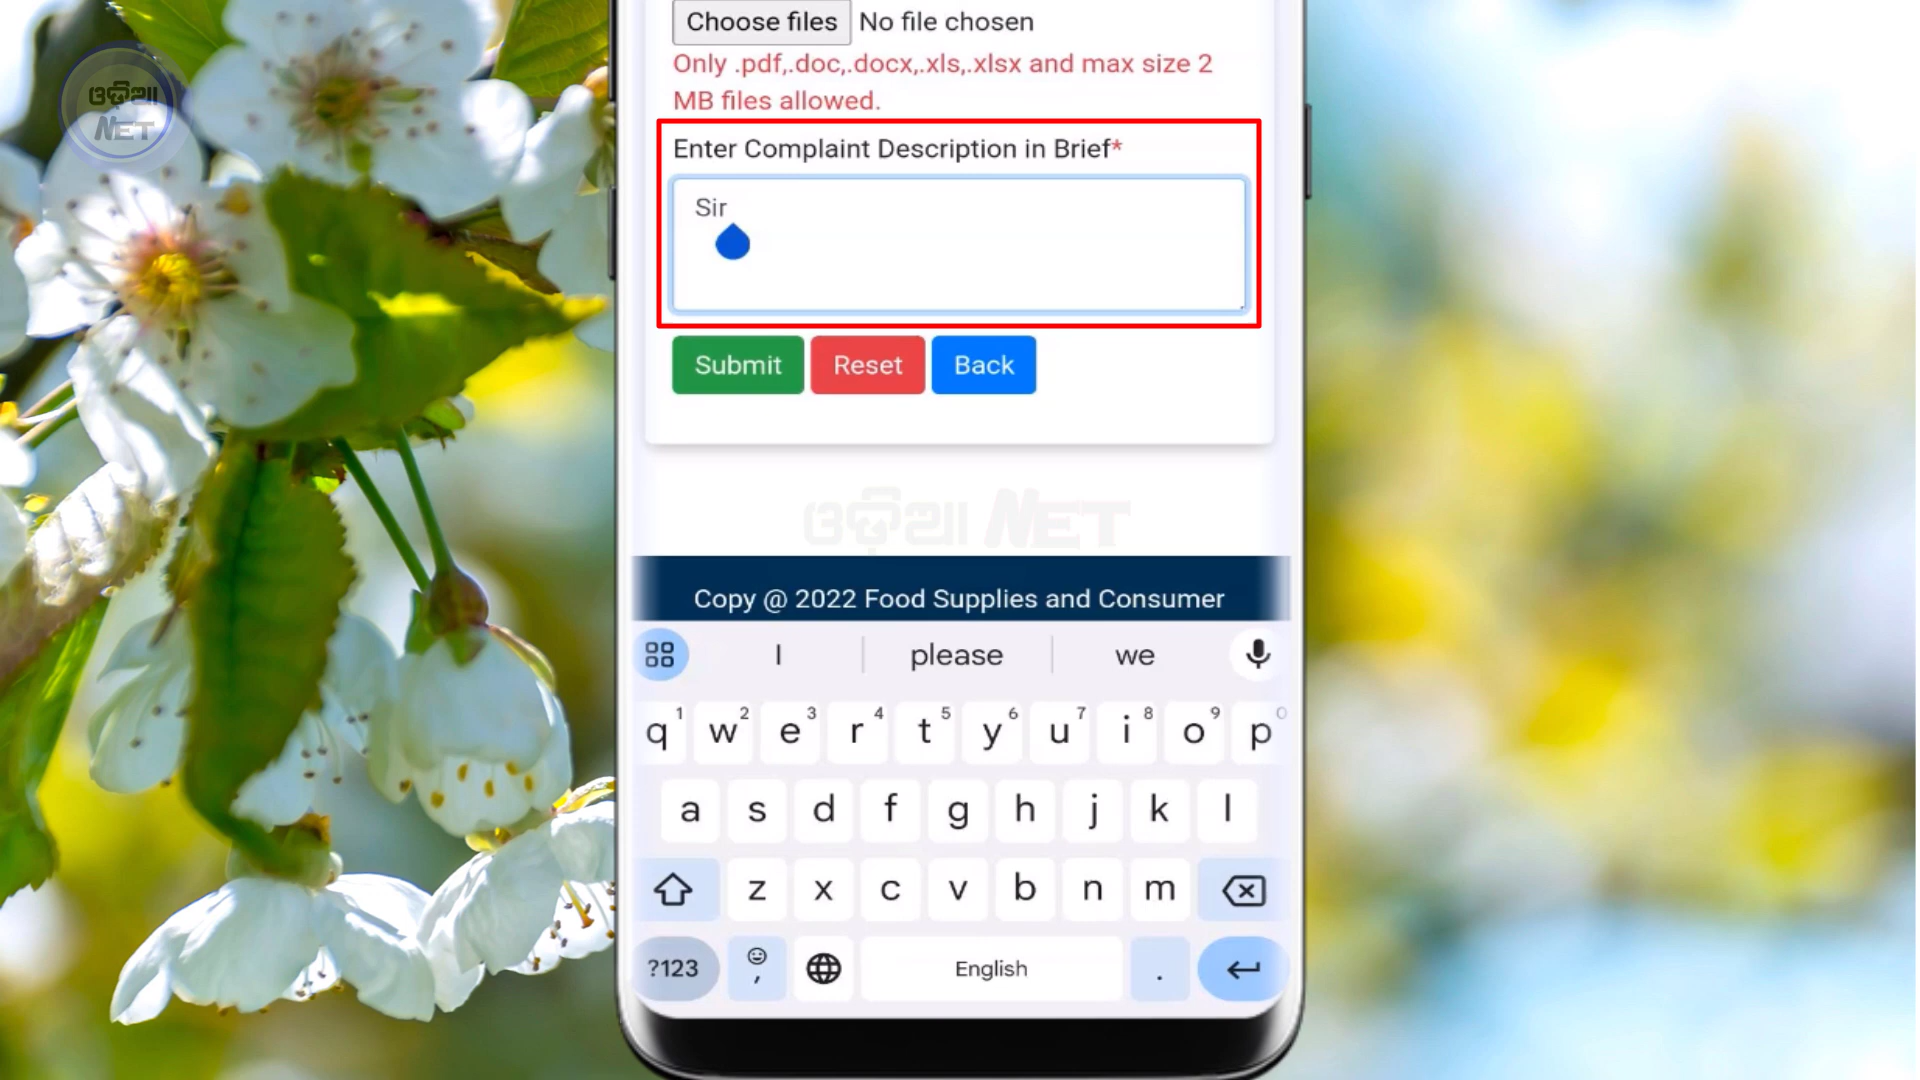 Choose files No file chosen
Only .pdf,.doc,.docx,.xls,.xlsx and max size 2
MB files allowed.
ଓଡ଼ିଆ
NET
Enter Complaint Description in Brief*
Sir
Submit Reset Back
ଓଡ଼ିଆ NET
Copy @ 2022 Food Supplies and Consumer
I please we
q1 w2 e3 r4 t5 y6 u7 i8 o9 p0
a s d f g h j k l
z x c v b n m
?123 , English .